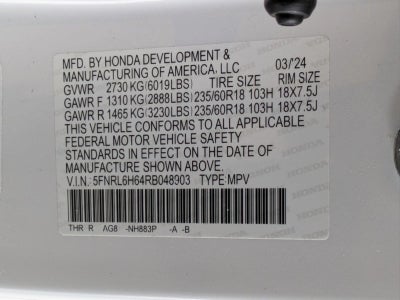 MFD. BY HONDA DEVELOPMENT &
MANUFACTURING OF AMERICA, LLC 03/'24
GVWR 2730 KG (6019LBS) TIRE SIZE RIM SIZE
GAWR F 1310 KG (2888LBS) 235/60R18 103H 18X7.5J
GAWR R 1465 KG (3230LBS) 235/60R18 103H 18X7.5J
THIS VEHICLE CONFORMS TO ALL APPLICABLE
FEDERAL MOTOR VEHICLE SAFETY
STANDARDS IN EFFECT ON THE DATE OF
MANUFACTURE SHOWN ABOVE.
V.I.N. 5FNRL6H64RB048903 TYPE:MPV
THR R AG8 -NH883P -A -B